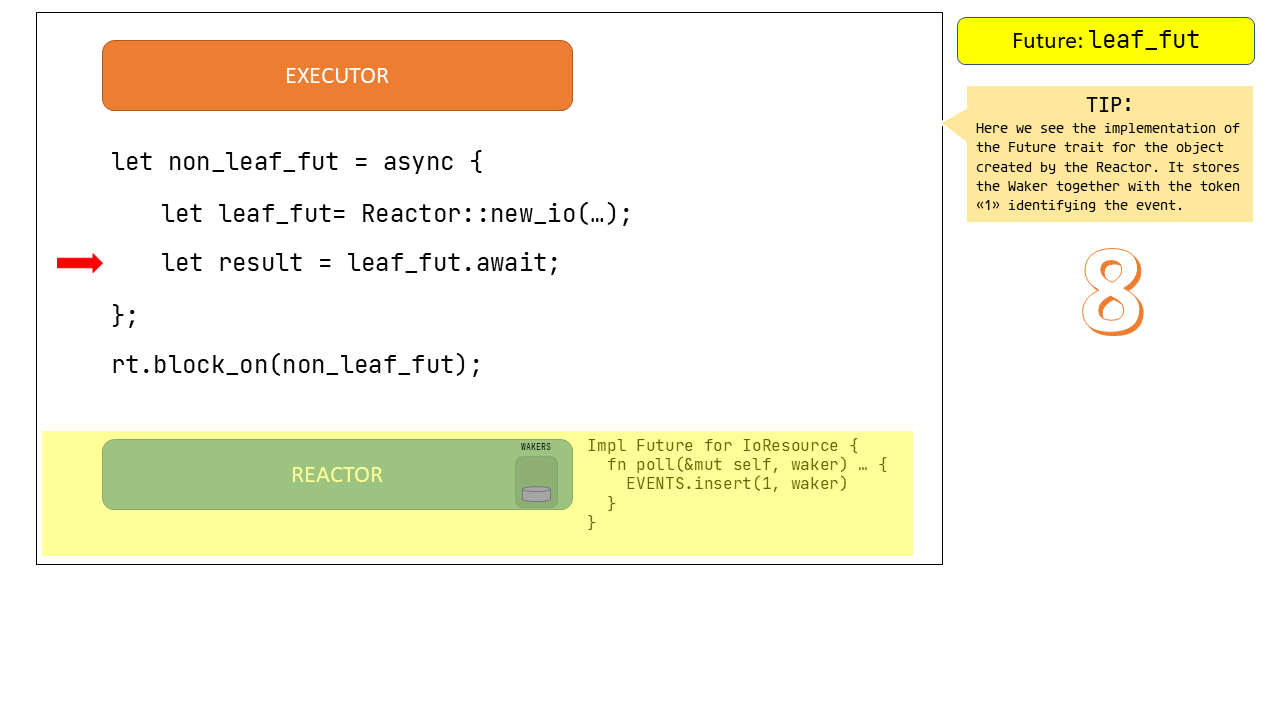 EXECUTOR
let non_leaf_fut = async {
let leaf_fut= Reactor::new_io(…);
let result = leaf_fut.await;
};
rt.block_on(non_leaf_fut);
REACTOR
WAKERS
Impl Future for IoResource {
fn poll(&mut self, waker) … {
EVENTS.insert(1, waker)
}
}
Future: leaf_fut
TIP:
Here we see the implementation of
the Future trait for the object
created by the Reactor. It stores
the Waker together with the token
«1» identifying the event.
8